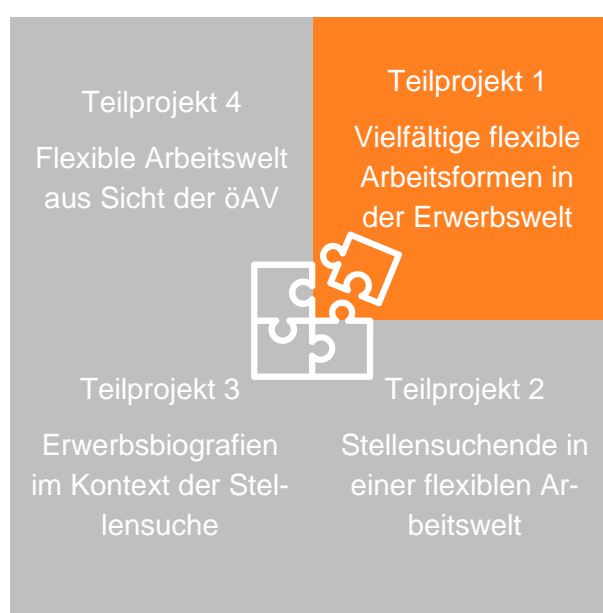 Teilprojekt 4
Flexible Arbeitswelt
aus Sicht der öAV
Teilprojekt 1
Vielfältige flexible
Arbeitsformen in
der Erwerbswelt
Teilprojekt 3
Erwerbsbiografien
im Kontext der Stel-
lensuche
Teilprojekt 2
Stellensuchende in
einer flexiblen Ar-
beitswelt